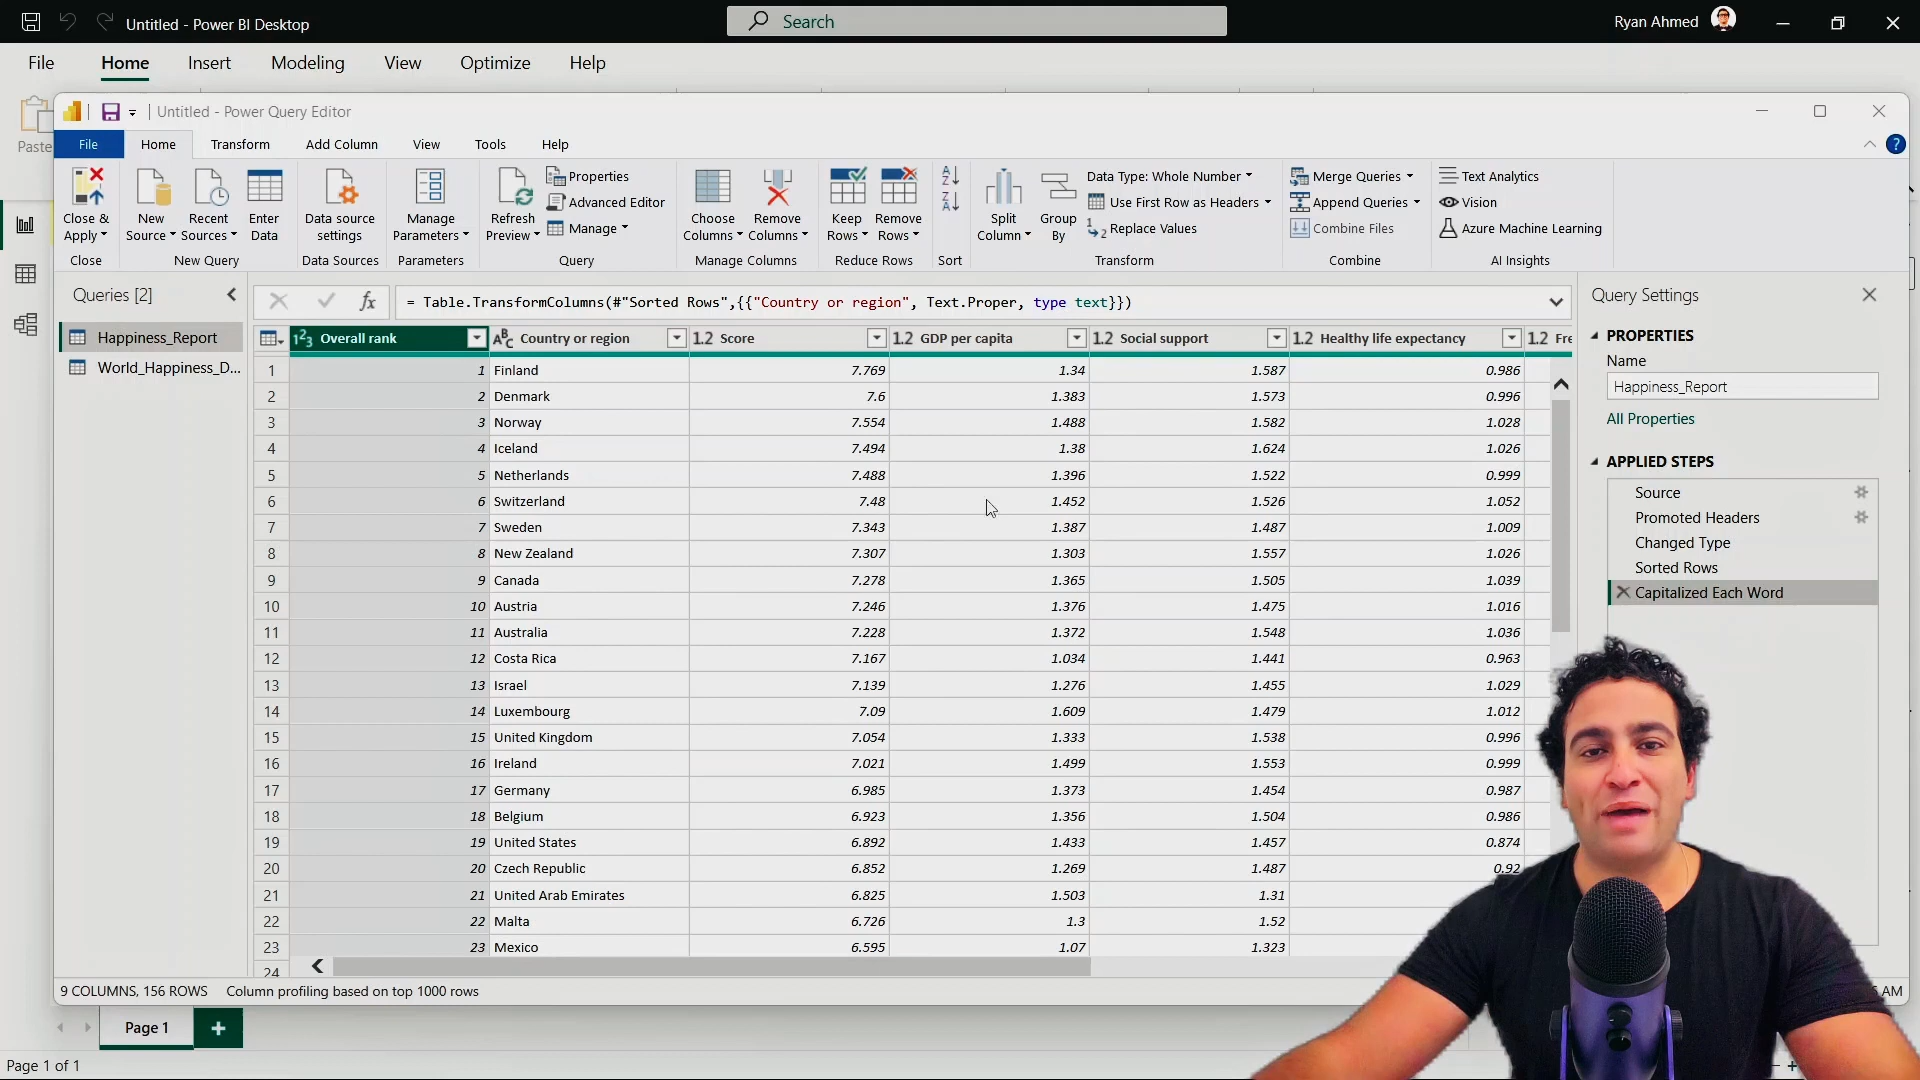 Untitled - Power BI Desktop
Search
Ryan Ahmed
File Home Insert Modeling View Optimize Help
Paste
Untitled - Power Query Editor
File Home Transform Add Column View Tools Help
Close & Apply
New Source
Recent Sources
Enter Data
Data source settings
Manage Parameters
Refresh Preview
Properties
Advanced Editor
Manage
Choose Columns
Remove Columns
Keep Rows
Remove Rows
Split Column
Group By
Data Type: Whole Number
Use First Row as Headers
Replace Values
Merge Queries
Append Queries
Combine Files
Text Analytics
Vision
Azure Machine Learning
Close New Query Data Sources Parameters Query Manage Columns Reduce Rows Sort Transform Combine AI Insights
Queries [2]
Happiness_Report
World_Happiness_D...
= Table.TransformColumns(#"Sorted Rows",{{"Country or region", Text.Proper, type text}})
Overall rank Country or region Score GDP per capita Social support Healthy life expectancy Fre
1 1 Finland 7.769 1.34 1.587 0.986
2 2 Denmark 7.6 1.383 1.573 0.996
3 3 Norway 7.554 1.488 1.582 1.028
4 4 Iceland 7.494 1.38 1.624 1.026
5 5 Netherlands 7.488 1.396 1.522 0.999
6 6 Switzerland 7.48 1.452 1.526 1.052
7 7 Sweden 7.343 1.387 1.487 1.009
8 8 New Zealand 7.307 1.303 1.557 1.026
9 9 Canada 7.278 1.365 1.505 1.039
10 10 Austria 7.246 1.376 1.475 1.016
11 11 Australia 7.228 1.372 1.548 1.036
12 12 Costa Rica 7.167 1.034 1.441 0.963
13 13 Israel 7.139 1.276 1.455 1.029
14 14 Luxembourg 7.09 1.609 1.479 1.012
15 15 United Kingdom 7.054 1.333 1.538 0.996
16 16 Ireland 7.021 1.499 1.553 0.999
17 17 Germany 6.985 1.373 1.454 0.987
18 18 Belgium 6.923 1.356 1.504 0.986
19 19 United States 6.892 1.433 1.457 0.874
20 20 Czech Republic 6.852 1.269 1.487 0.92
21 21 United Arab Emirates 6.825 1.503 1.31
22 22 Malta 6.726 1.3 1.52
23 23 Mexico 6.595 1.07 1.323
24
Query Settings
PROPERTIES
Name
Happiness_Report
All Properties
APPLIED STEPS
Source
Promoted Headers
Changed Type
Sorted Rows
Capitalized Each Word
9 COLUMNS, 156 ROWS Column profiling based on top 1000 rows
AM
Page 1
Page 1 of 1